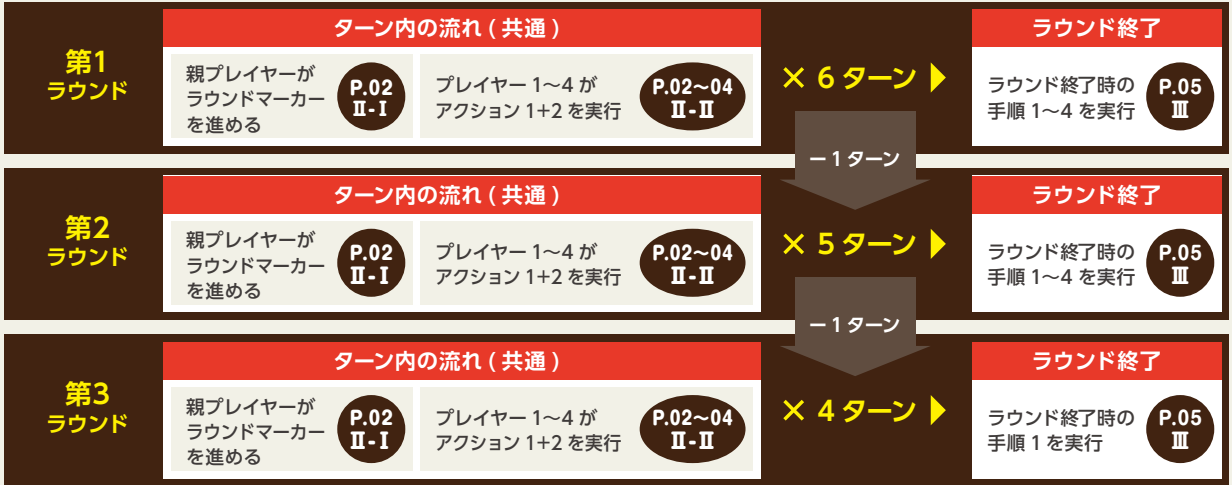 第1
ラウンド
ターン内の流れ ( 共通 )
親プレイヤーが
ラウンドマーカー
を進める
P.02
Ⅱ-Ⅰ
プレイヤー 1〜4 が
アクション 1+2 を実行
P.02〜04
Ⅱ-Ⅱ
× 6 ターン
ラウンド終了
ラウンド終了時の
手順 1〜4 を実行
P.05
Ⅲ
ー 1 ターン
第2
ラウンド
ターン内の流れ ( 共通 )
親プレイヤーが
ラウンドマーカー
を進める
P.02
Ⅱ-Ⅰ
プレイヤー 1〜4 が
アクション 1+2 を実行
P.02〜04
Ⅱ-Ⅱ
× 5 ターン
ラウンド終了
ラウンド終了時の
手順 1〜4 を実行
P.05
Ⅲ
ー 1 ターン
第3
ラウンド
ターン内の流れ ( 共通 )
親プレイヤーが
ラウンドマーカー
を進める
P.02
Ⅱ-Ⅰ
プレイヤー 1〜4 が
アクション 1+2 を実行
P.02〜04
Ⅱ-Ⅱ
× 4 ターン
ラウンド終了
ラウンド終了時の
手順 1 を実行
P.05
Ⅲ